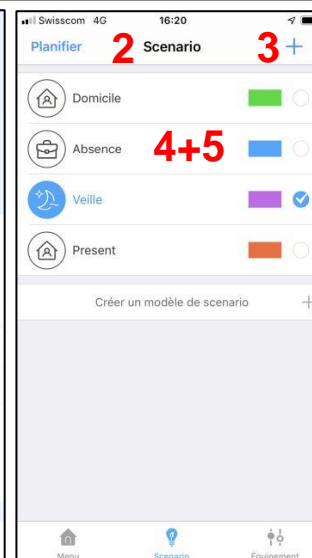 Swisscom 4G 16:20
Planifier 2 Scenario 3 +
Domicile
Absence 4+5
Veille
Present
Créer un modèle de scenario +
Menu Scenario Équipement